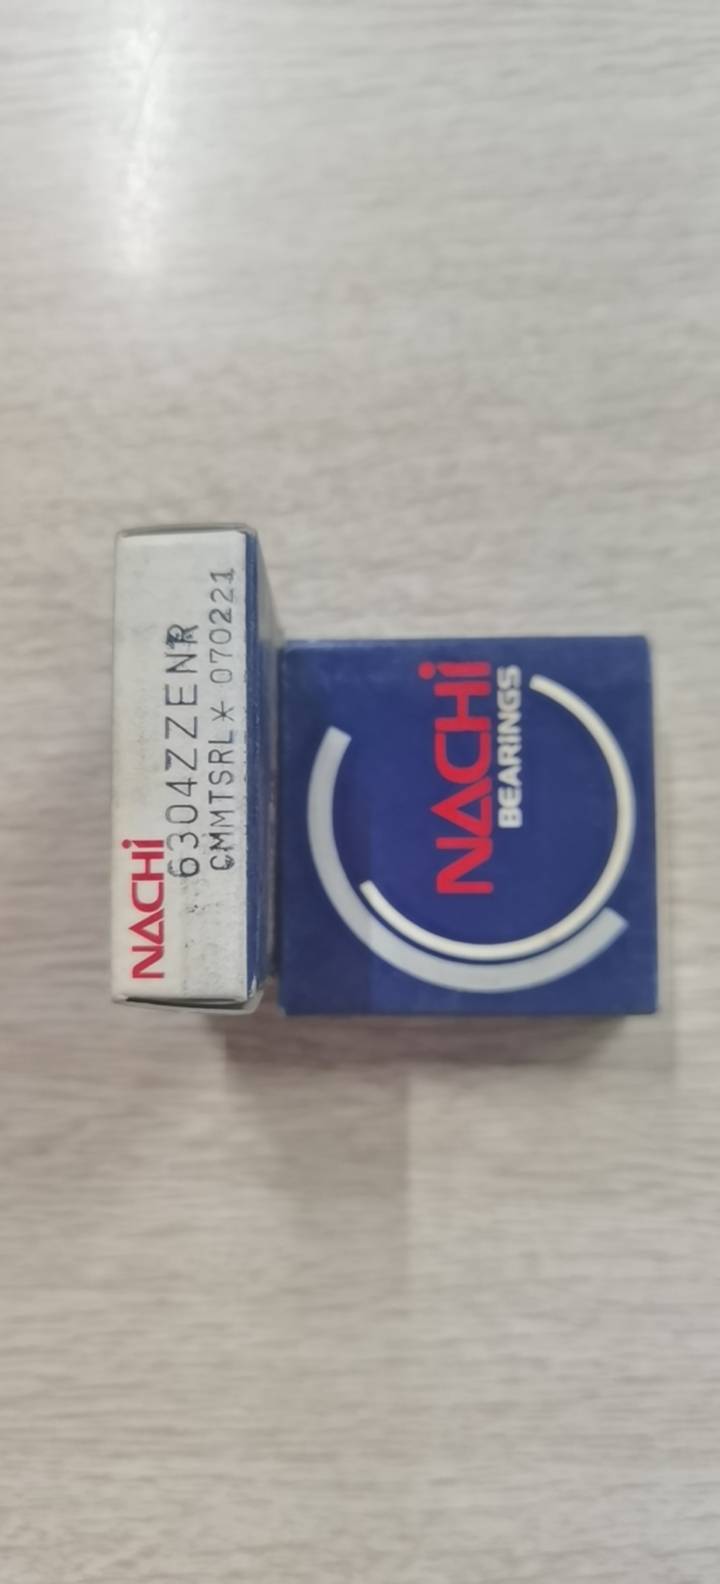 NACHi
6304ZZENR
CMMTSRL* 070221
NACHi
BEARINGS